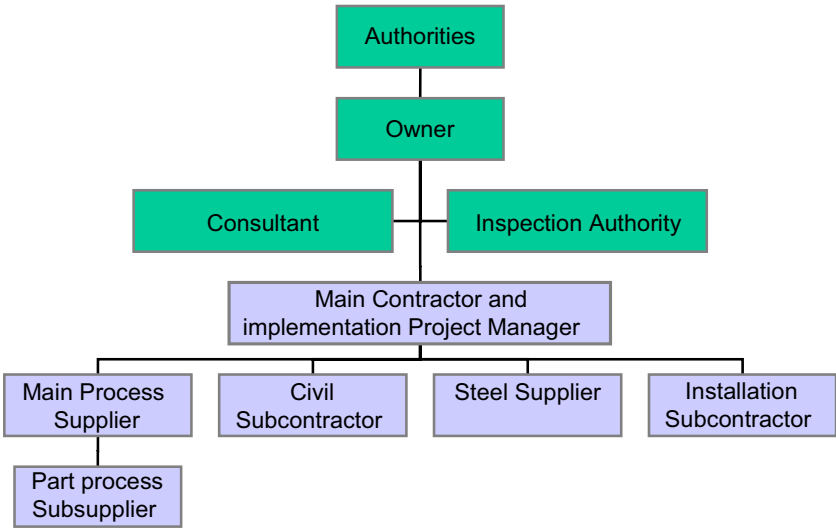 Authorities
Owner
Consultant
Inspection Authority
Main Contractor and
implementation Project Manager
Main Process
Supplier
Civil
Subcontractor
Steel Supplier
Installation
Subcontractor
Part process
Subsupplier